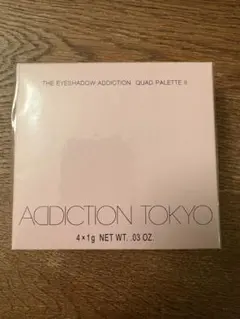 THE EYESHADOW ADDICTION QUAD PALETTE II
ADDICTION TOKYO
4×1g NET WT. .03 OZ.